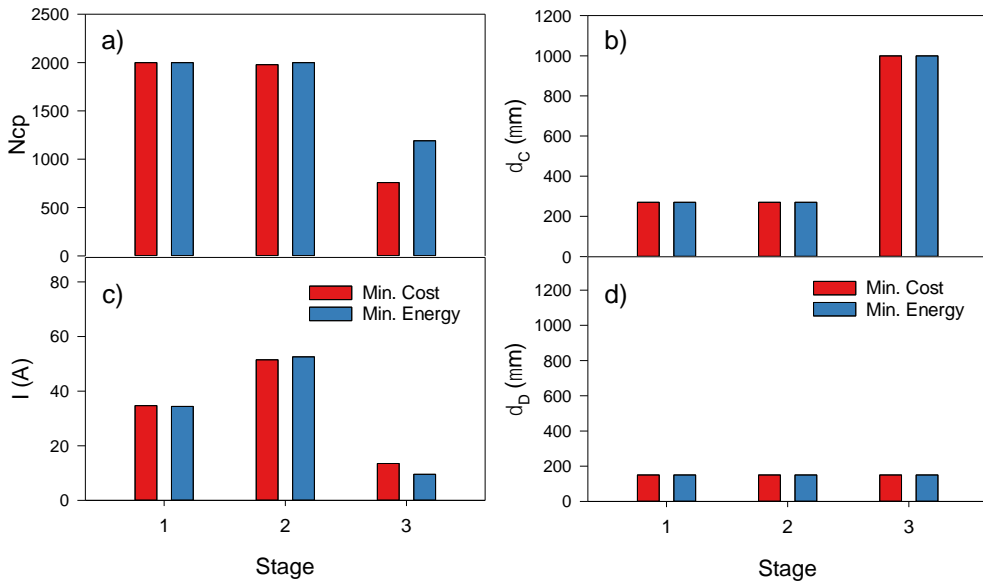 a)
Ncp
2500
2000
1500
1000
500
0
b)
d_C (mm)
1200
1000
800
600
400
200
0
c)
I (A)
80
60
40
20
0
Min. Cost
Min. Energy
1 2 3
Stage
d)
d_D (mm)
1200
1000
800
600
400
200
0
Min. Cost
Min. Energy
1 2 3
Stage